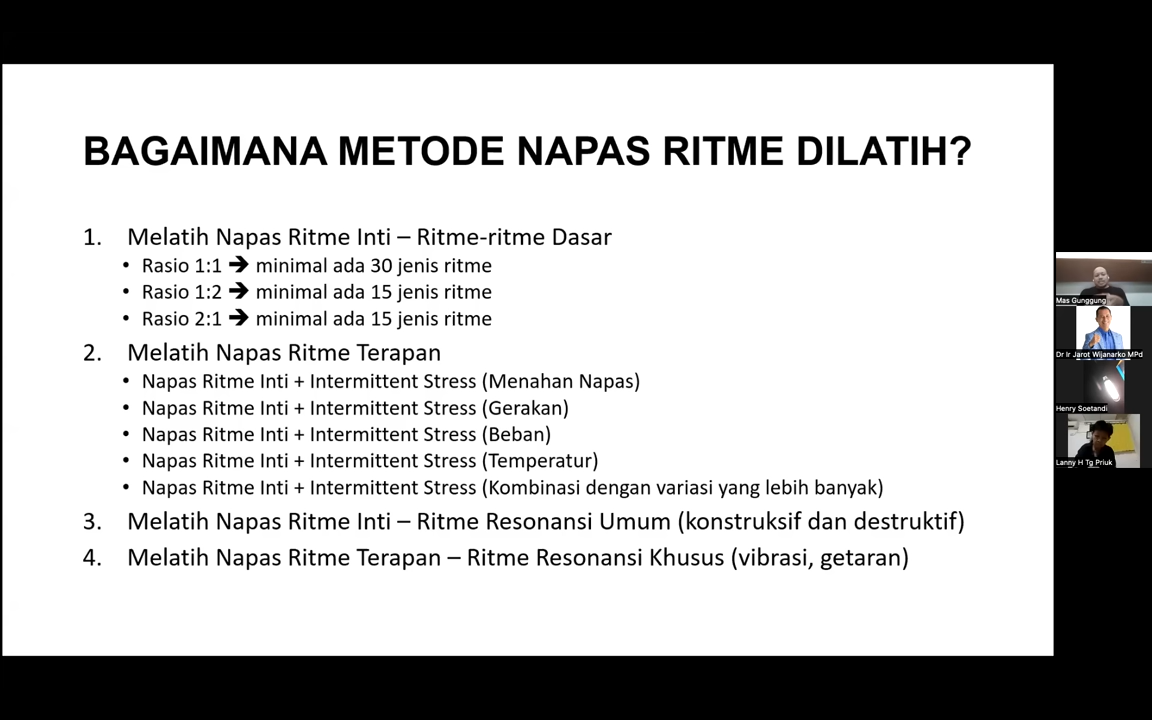 BAGAIMANA METODE NAPAS RITME DILATIH?
1. Melatih Napas Ritme Inti – Ritme-ritme Dasar
• Rasio 1:1 ➔ minimal ada 30 jenis ritme
• Rasio 1:2 ➔ minimal ada 15 jenis ritme
• Rasio 2:1 ➔ minimal ada 15 jenis ritme
2. Melatih Napas Ritme Terapan
• Napas Ritme Inti + Intermittent Stress (Menahan Napas)
• Napas Ritme Inti + Intermittent Stress (Gerakan)
• Napas Ritme Inti + Intermittent Stress (Beban)
• Napas Ritme Inti + Intermittent Stress (Temperatur)
• Napas Ritme Inti + Intermittent Stress (Kombinasi dengan variasi yang lebih banyak)
3. Melatih Napas Ritme Inti – Ritme Resonansi Umum (konstruksif dan destruktif)
4. Melatih Napas Ritme Terapan – Ritme Resonansi Khusus (vibrasi, getaran)
Mas Gunggung
Dr Ir Jarot Wijanarko MPd
Henry Soetandi
Lanny H Tg Priuk